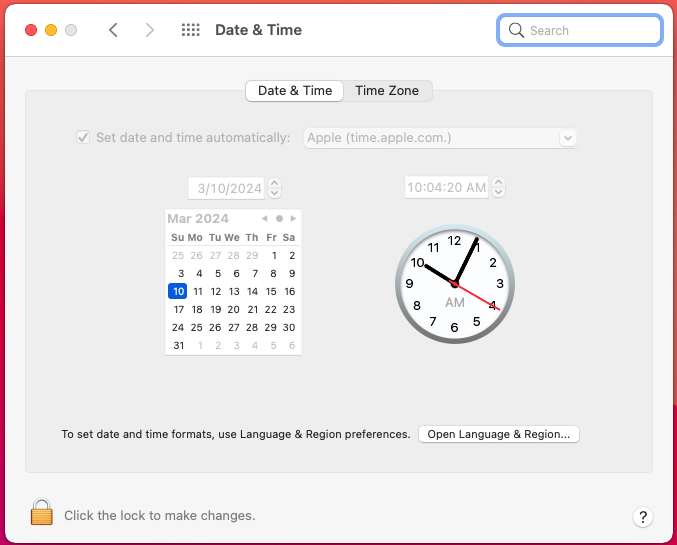 Date & Time
Search
Date & Time Time Zone
Set date and time automatically: Apple (time.apple.com.)
3/10/2024
10:04:20 AM
Mar 2024
Su Mo Tu We Th Fr Sa
25 26 27 28 29 1 2
3 4 5 6 7 8 9
10 11 12 13 14 15 16
17 18 19 20 21 22 23
24 25 26 27 28 29 30
31 1 2 3 4 5 6
12
11 1
10 2
9 3
AM
8 4
7 5
6
To set date and time formats, use Language & Region preferences. Open Language & Region...
Click the lock to make changes. ?